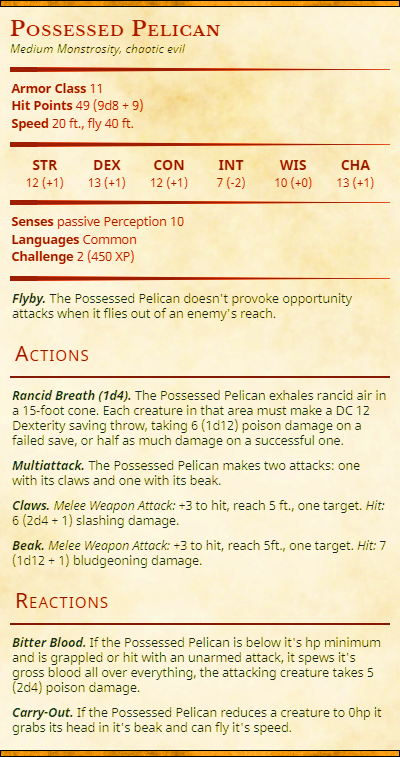 Possessed Pelican
Medium Monstrosity, chaotic evil
Armor Class 11
Hit Points 49 (9d8 + 9)
Speed 20 ft., fly 40 ft.
STR DEX CON INT WIS CHA
12 (+1) 13 (+1) 12 (+1) 7 (-2) 10 (+0) 13 (+1)
Senses passive Perception 10
Languages Common
Challenge 2 (450 XP)
Flyby. The Possessed Pelican doesn't provoke opportunity
attacks when it flies out of an enemy's reach.
Actions
Rancid Breath (1d4). The Possessed Pelican exhales rancid air in
a 15-foot cone. Each creature in that area must make a DC 12
Dexterity saving throw, taking 6 (1d12) poison damage on a
failed save, or half as much damage on a successful one.
Multiattack. The Possessed Pelican makes two attacks: one
with its claws and one with its beak.
Claws. Melee Weapon Attack: +3 to hit, reach 5 ft., one target. Hit:
6 (2d4 + 1) slashing damage.
Beak. Melee Weapon Attack: +3 to hit, reach 5ft., one target. Hit: 7
(1d12 + 1) bludgeoning damage.
Reactions
Bitter Blood. If the Possessed Pelican is below it's hp minimum
and is grappled or hit with an unarmed attack, it spews it's
gross blood all over everything, the attacking creature takes 5
(2d4) poison damage.
Carry-Out. If the Possessed Pelican reduces a creature to 0hp it
grabs its head in it's beak and can fly it's speed.